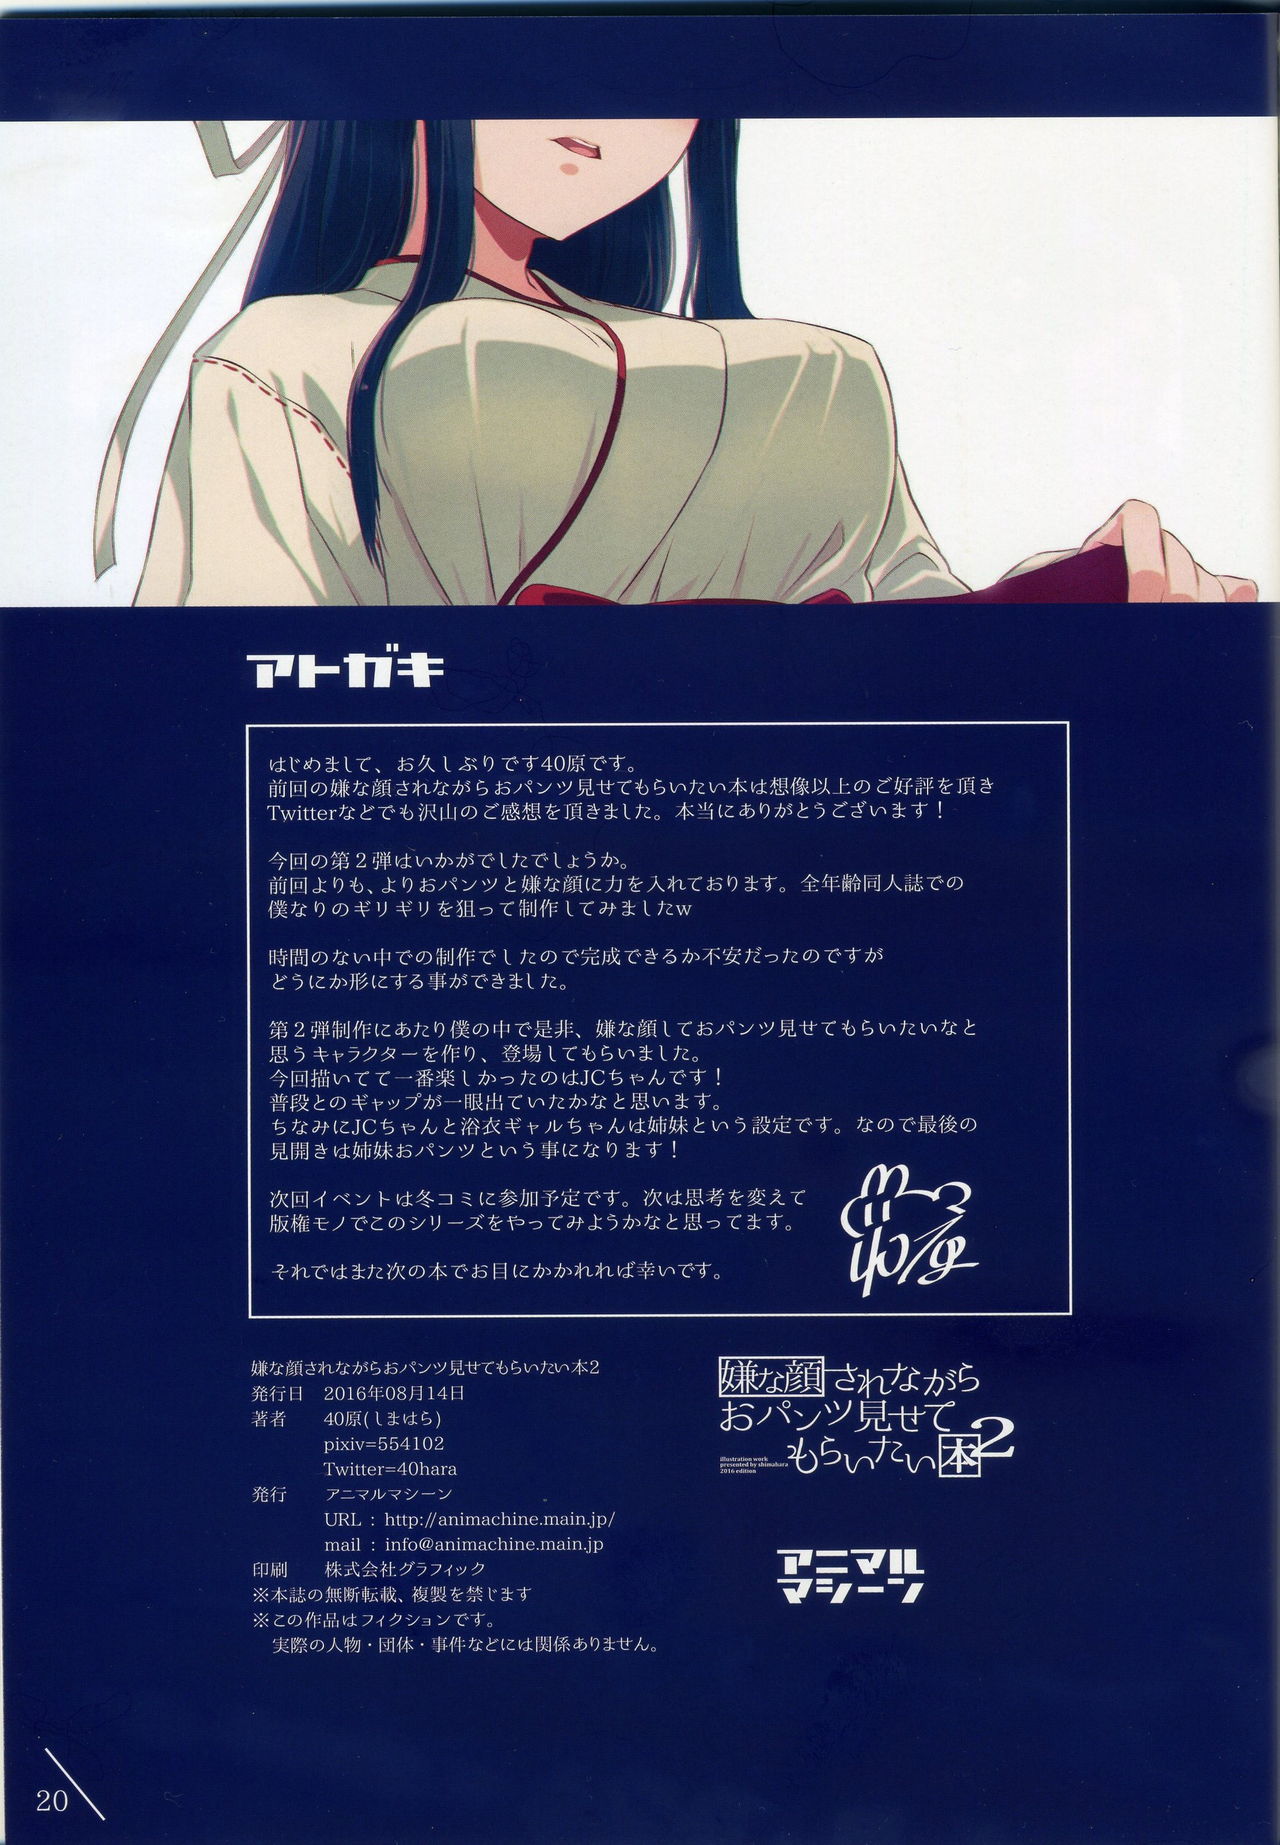 アトガキ
はじめまして、お久しぶりです40原です。
前回の嫌な顔されながらおパンツ見せてもらいたい本は想像以上のご好評を頂き
Twitterなどでも沢山のご感想を頂きました。本当にありがとうございます！
今回の第２弾はいかがでしたでしょうか。
前回よりも、よりおパンツと嫌な顔に力を入れております。全年齢同人誌での
僕なりのギリギリを狙って制作してみましたw
時間のない中での制作でしたので完成できるか不安だったのですが
どうにか形にする事ができました。
第２弾制作にあたり僕の中で是非、嫌な顔しておパンツ見せてもらいたいなと
思うキャラクターを作り、登場してもらいました。
今回描いてて一番楽しかったのはJCちゃんです！
普段とのギャップが一眼出ていたかなと思います。
ちなみにJCちゃんと浴衣ギャルちゃんは姉妹という設定です。なので最後の
見開きは姉妹おパンツという事になります！
次回イベントは冬コミに参加予定です。次は思考を変えて
版権モノでこのシリーズをやってみようかなと思ってます。
それではまた次の本でお目にかかれれば幸いです。
嫌な顔されながらおパンツ見せてもらいたい本2
発行日 2016年08月14日
著者 40原(しまはら)
pixiv=554102
Twitter=40hara
発行 アニマルマシーン
URL : http://animachine.main.jp/
mail : info@animachine.main.jp
印刷 株式会社グラフィック
※本誌の無断転載、複製を禁じます
※この作品はフィクションです。
実際の人物・団体・事件などには関係ありません。
嫌な顔されながら
おパンツ見せて
もらいたい本2
illustration work
presented by shimahara
2016 edition
アニマル
マシーン
20